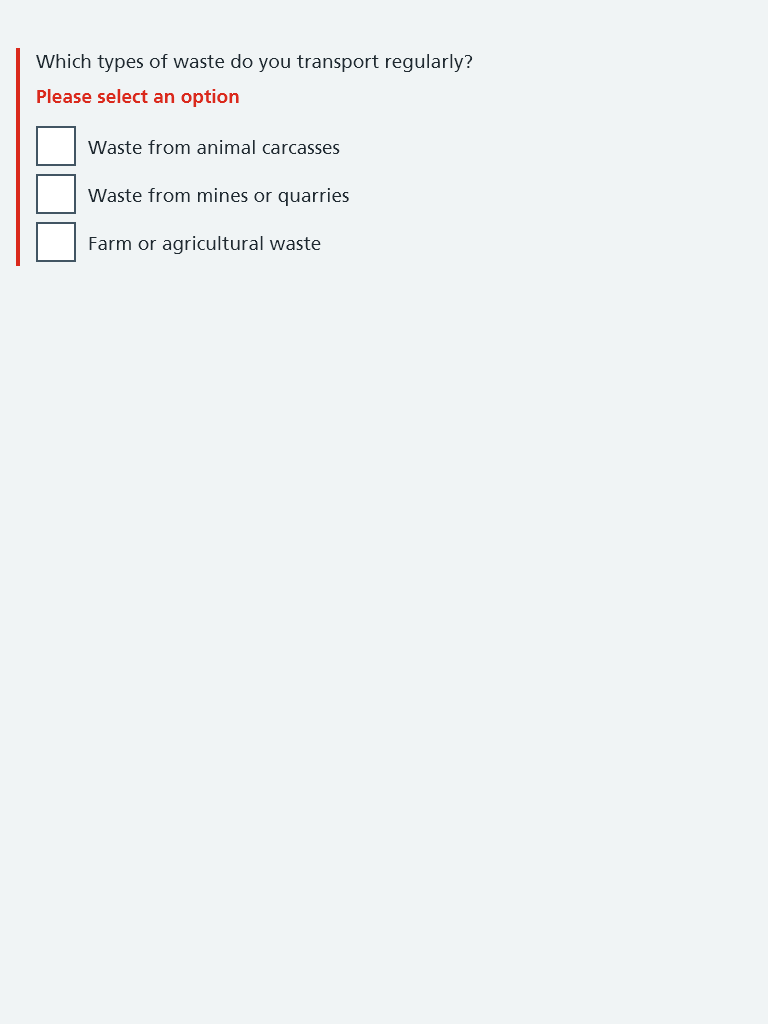 Which types of waste do you transport regularly?
Please select an option
Waste from animal carcasses
Waste from mines or quarries
Farm or agricultural waste